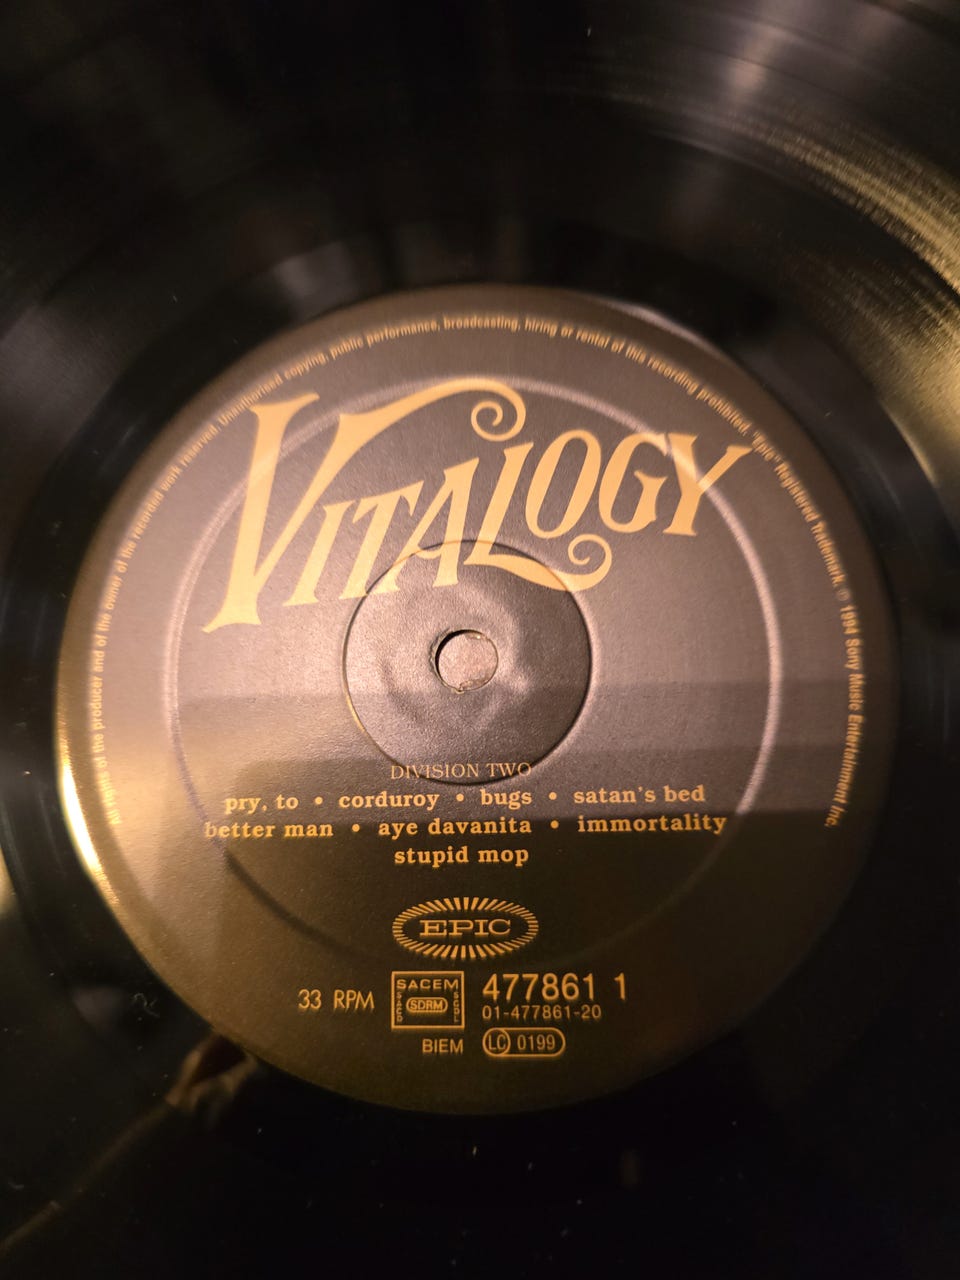 All rights of the producer and of the owner of the recorded work reserved. Unauthorised copying, public performance, broadcasting, hiring or rental of this recording prohibited. "Epic" Registered Trademark. © 1994 Sony Music Entertainment Inc.
VITALOGY
DIVISION TWO
pry, to • corduroy • bugs • satan's bed
better man • aye davanita • immortality
stupid mop
EPIC
33 RPM
SACEM
SACD
SDRM
SGDL
BIEM
477861 1
01-477861-20
LC 0199